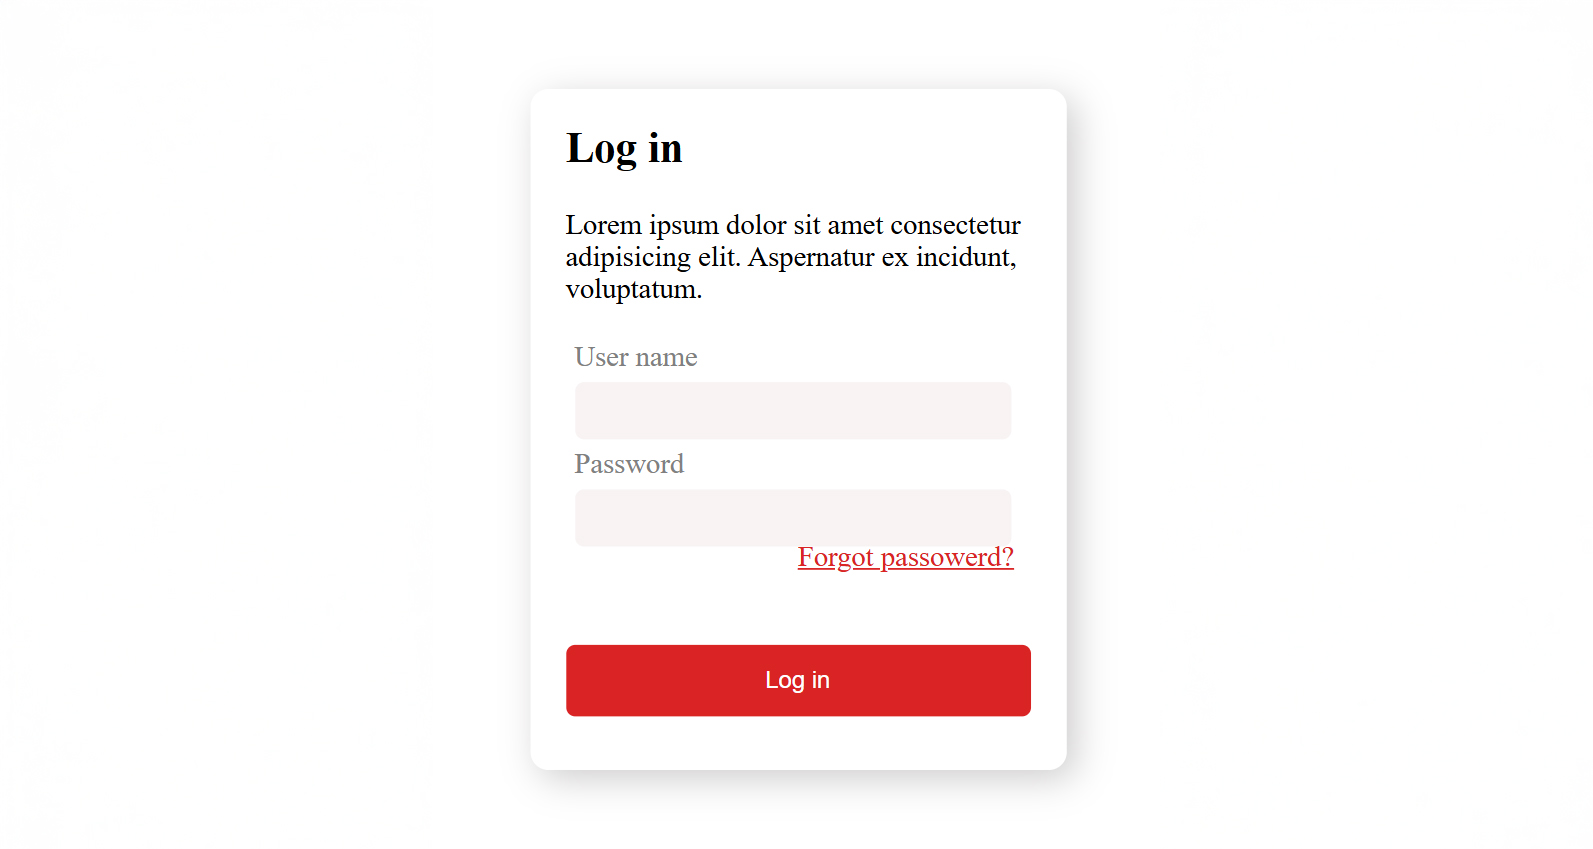 Log in
Lorem ipsum dolor sit amet consectetur
adipisicing elit. Aspernatur ex incidunt,
voluptatum.
User name
Password
Forgot passowerd?
Log in